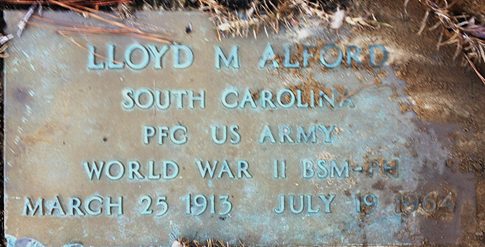 LLOYD M ALFORD
SOUTH CAROLINA
PFC US ARMY
WORLD WAR II BSM-PH
MARCH 25 1913 JULY 19 1964